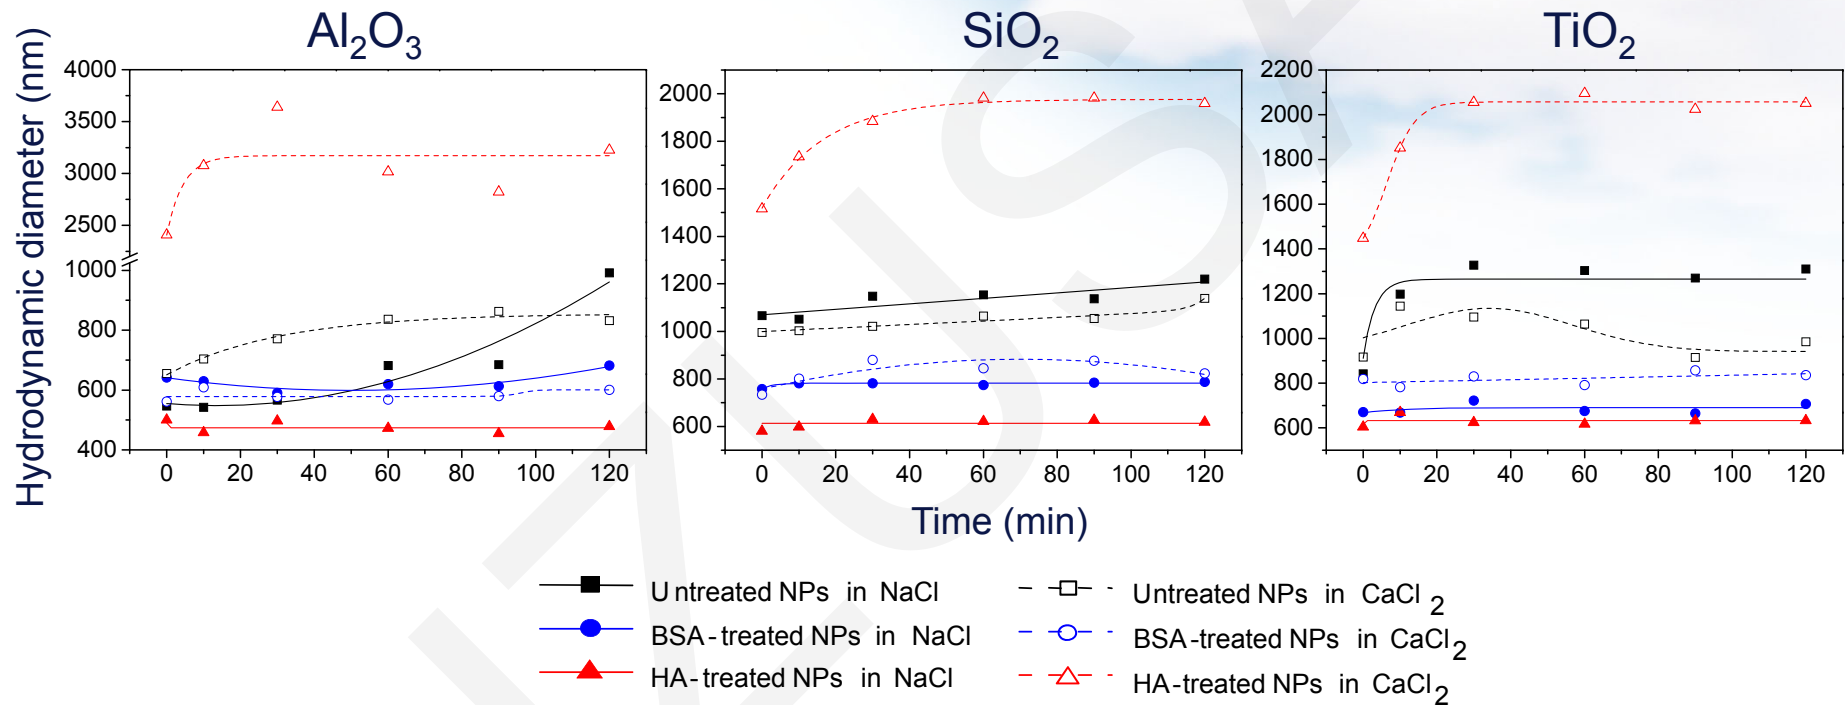 Al2O3
SiO2
TiO2
Hydrodynamic diameter (nm)
4000
3500
3000
2500
1000
800
600
400
0 20 40 60 80 100 120
2000
1800
1600
1400
1200
1000
800
600
0 20 40 60 80 100 120
2200
2000
1800
1600
1400
1200
1000
800
600
0 20 40 60 80 100 120
Time (min)
Untreated NPs in NaCl
Untreated NPs in CaCl2
BSA-treated NPs in NaCl
BSA-treated NPs in CaCl2
HA-treated NPs in NaCl
HA-treated NPs in CaCl2